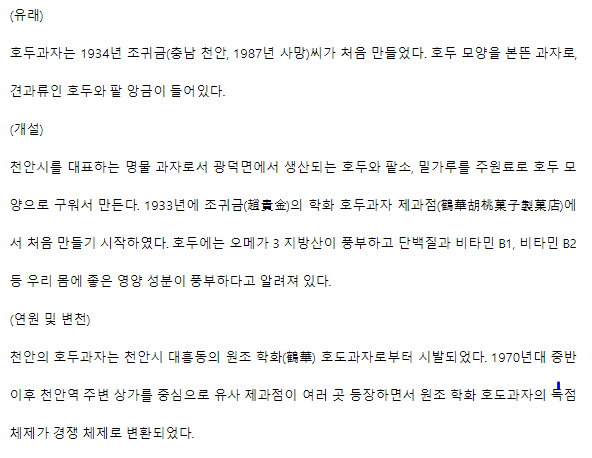 (유래)
호두과자는 1934년 조귀금(충남 천안, 1987년 사망)씨가 처음 만들었다. 호두 모양을 본뜬 과자로,
견과류인 호두와 팥 앙금이 들어있다.
(개설)
천안시를 대표하는 명물 과자로서 광덕면에서 생산되는 호두와 팥소, 밀가루를 주원료로 호두 모
양으로 구워서 만든다. 1933년에 조귀금(趙貴金)의 학화 호두과자 제과점(鶴華胡桃菓子製菓店)에
서 처음 만들기 시작하였다. 호두에는 오메가 3 지방산이 풍부하고 단백질과 비타민 B1, 비타민 B2
등 우리 몸에 좋은 영양 성분이 풍부하다고 알려져 있다.
(연원 및 변천)
천안의 호두과자는 천안시 대흥동의 원조 학화(鶴華) 호도과자로부터 시발되었다. 1970년대 중반
이후 천안역 주변 상가를 중심으로 유사 제과점이 여러 곳 등장하면서 원조 학화 호도과자의 독점
체제가 경쟁 체제로 변환되었다.